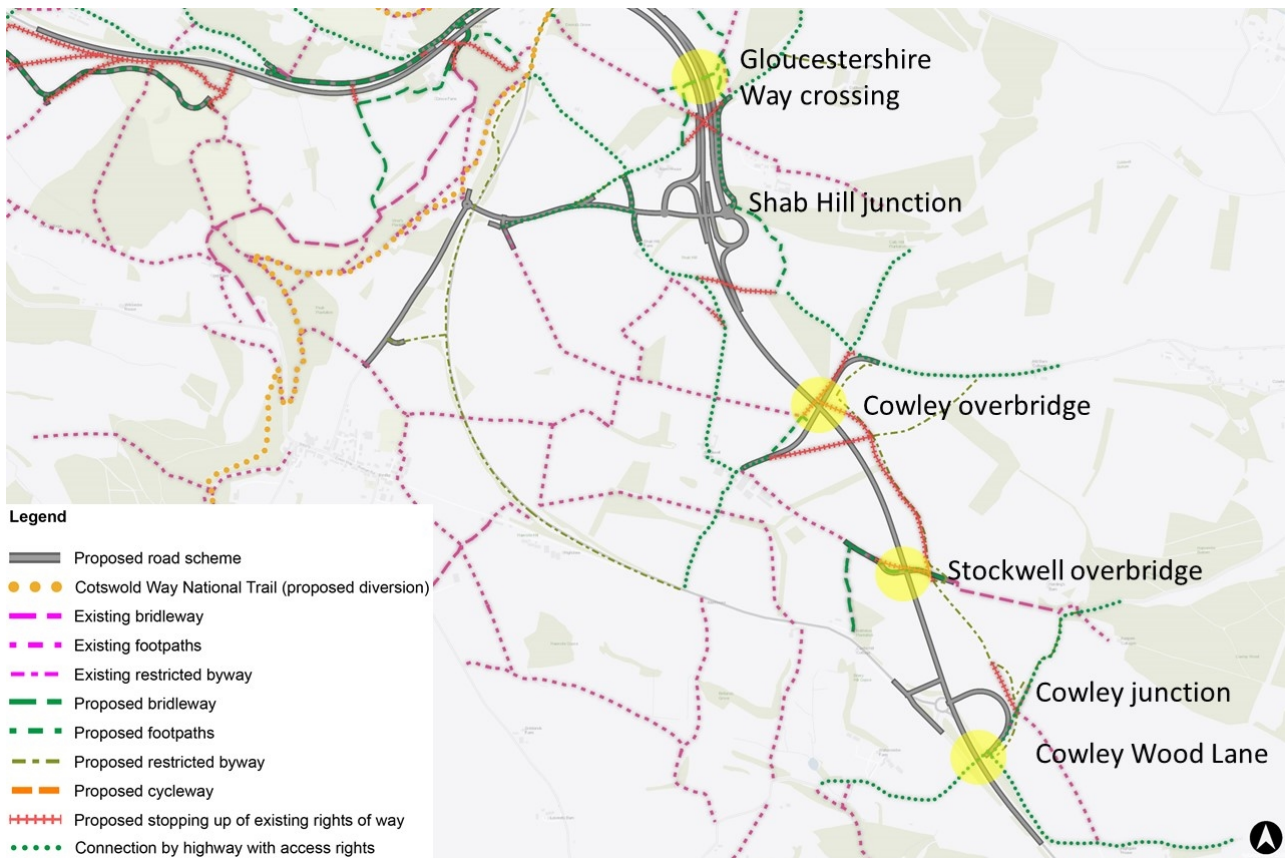 Gloucestershire
Way crossing
Shab Hill junction
Cowley overbridge
Stockwell overbridge
Cowley junction
Cowley Wood Lane
Legend
Proposed road scheme
Cotswold Way National Trail (proposed diversion)
Existing bridleway
Existing footpaths
Existing restricted byway
Proposed bridleway
Proposed footpaths
Proposed restricted byway
Proposed cycleway
Proposed stopping up of existing rights of way
Connection by highway with access rights